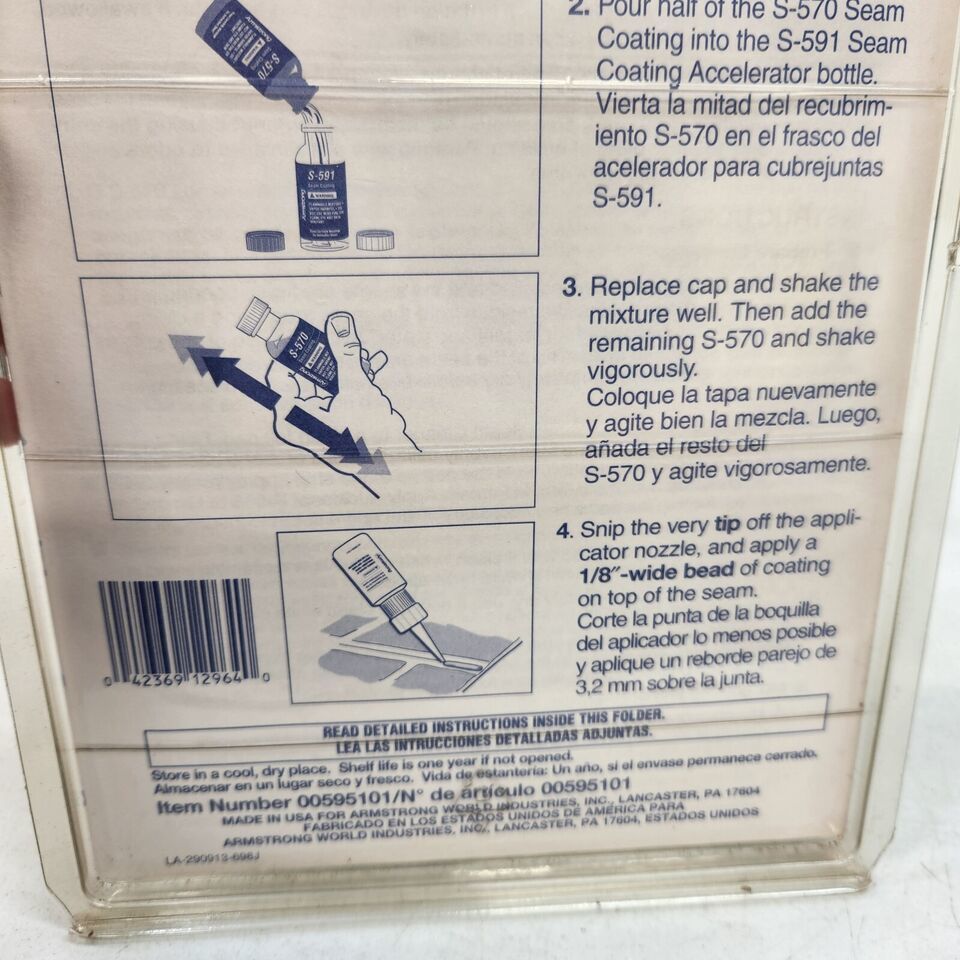 S-570
S-591
Seam Coating
WARNING
Armstrong
2. Pour half of the S-570 Seam
Coating into the S-591 Seam
Coating Accelerator bottle.
Vierta la mitad del recubrim-
iento S-570 en el frasco del
acelerador para cubrejuntas
S-591.
S-570
Armstrong
3. Replace cap and shake the
mixture well. Then add the
remaining S-570 and shake
vigorously.
Coloque la tapa nuevamente
y agite bien la mezcla. Luego,
añada el resto del
S-570 y agite vigorosamente.
4. Snip the very tip off the appli-
cator nozzle, and apply a
1/8″-wide bead of coating
on top of the seam.
Corte la punta de la boquilla
del aplicador lo menos posible
y aplique un reborde parejo de
3,2 mm sobre la junta.
0 42369 12964 0
READ DETAILED INSTRUCTIONS INSIDE THIS FOLDER.
LEA LAS INTRUCCIONES DETALLADAS ADJUNTAS.
Store in a cool, dry place. Shelf life is one year if not opened.
Almacenar en un lugar seco y fresco. Vida de estantería: Un año, si el envase permanece cerrado.
Item Number 00595101/N° de artículo 00595101
MADE IN USA FOR ARMSTRONG WORLD INDUSTRIES, INC., LANCASTER, PA 17604
FABRICADO EN LOS ESTADOS UNIDOS DE AMÉRICA PARA
ARMSTRONG WORLD INDUSTRIES, INC., LANCASTER, PA 17604, ESTADOS UNIDOS
LA-290913-696J